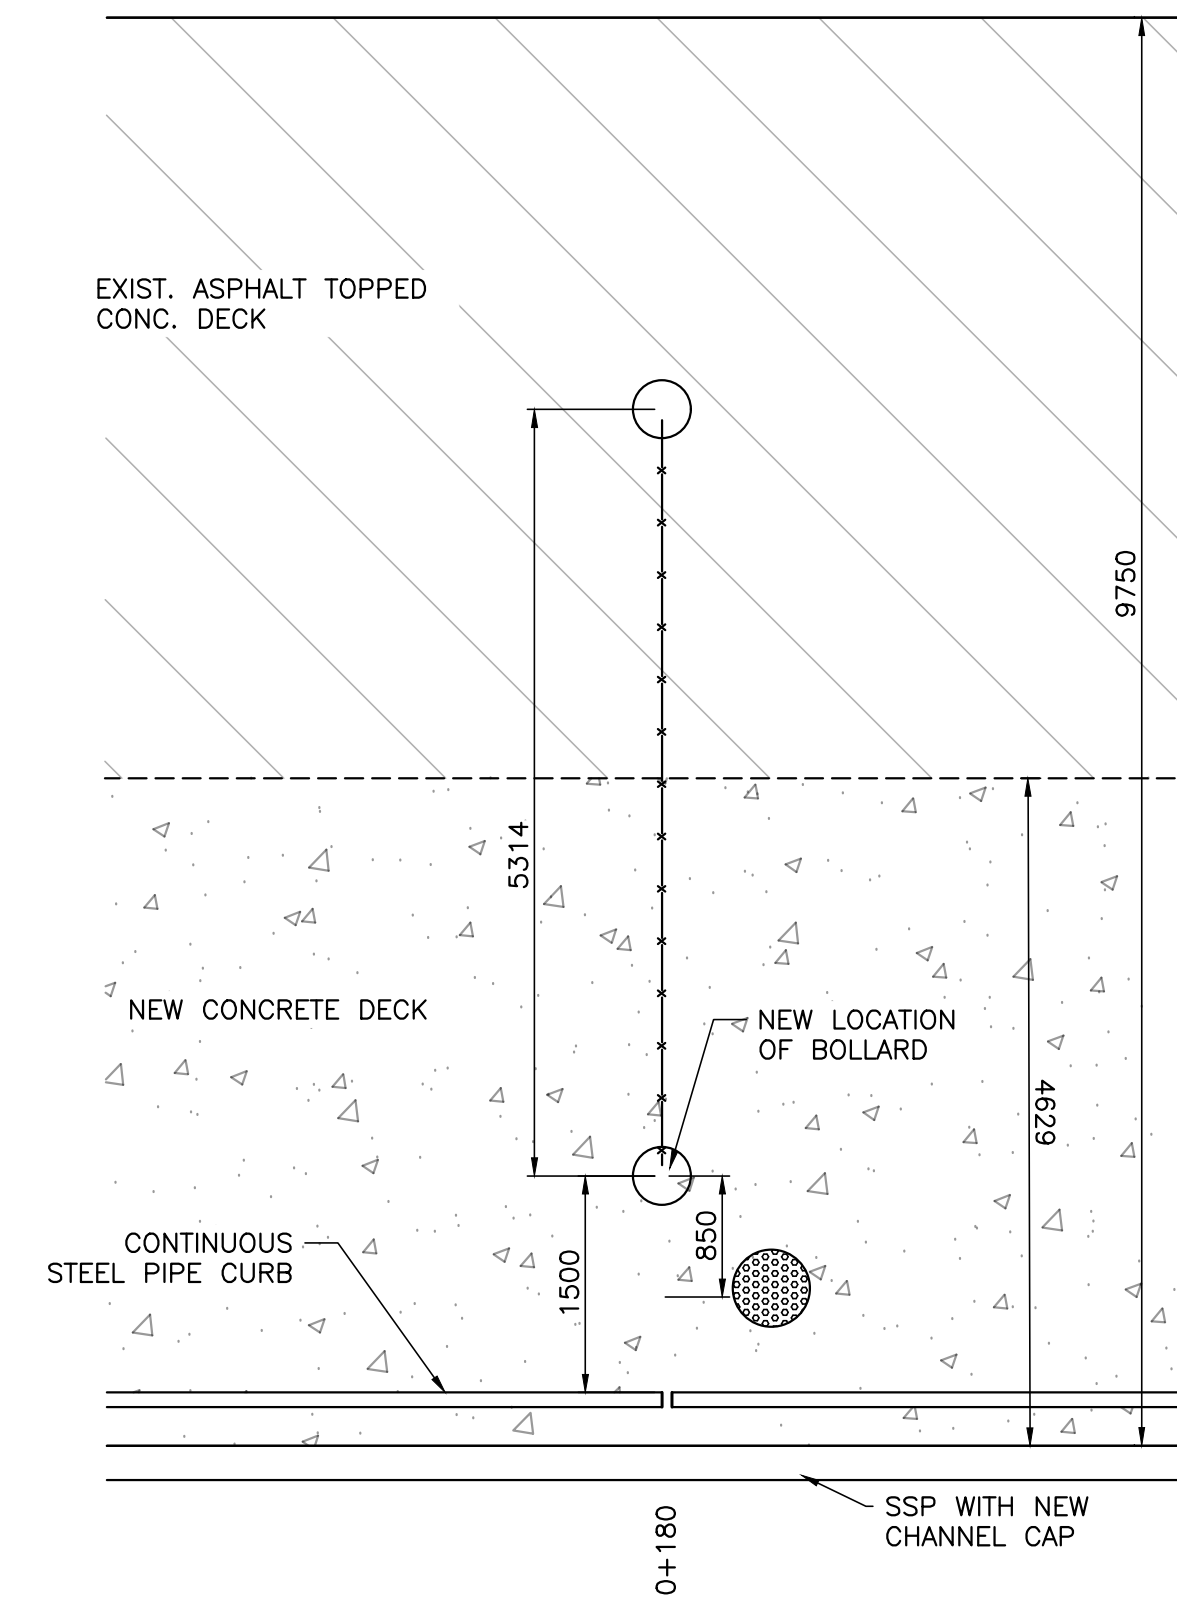 EXIST. ASPHALT TOPPED
CONC. DECK
9750
5314
NEW CONCRETE DECK
NEW LOCATION
OF BOLLARD
4629
850
1500
CONTINUOUS
STEEL PIPE CURB
SSP WITH NEW
CHANNEL CAP
0+180